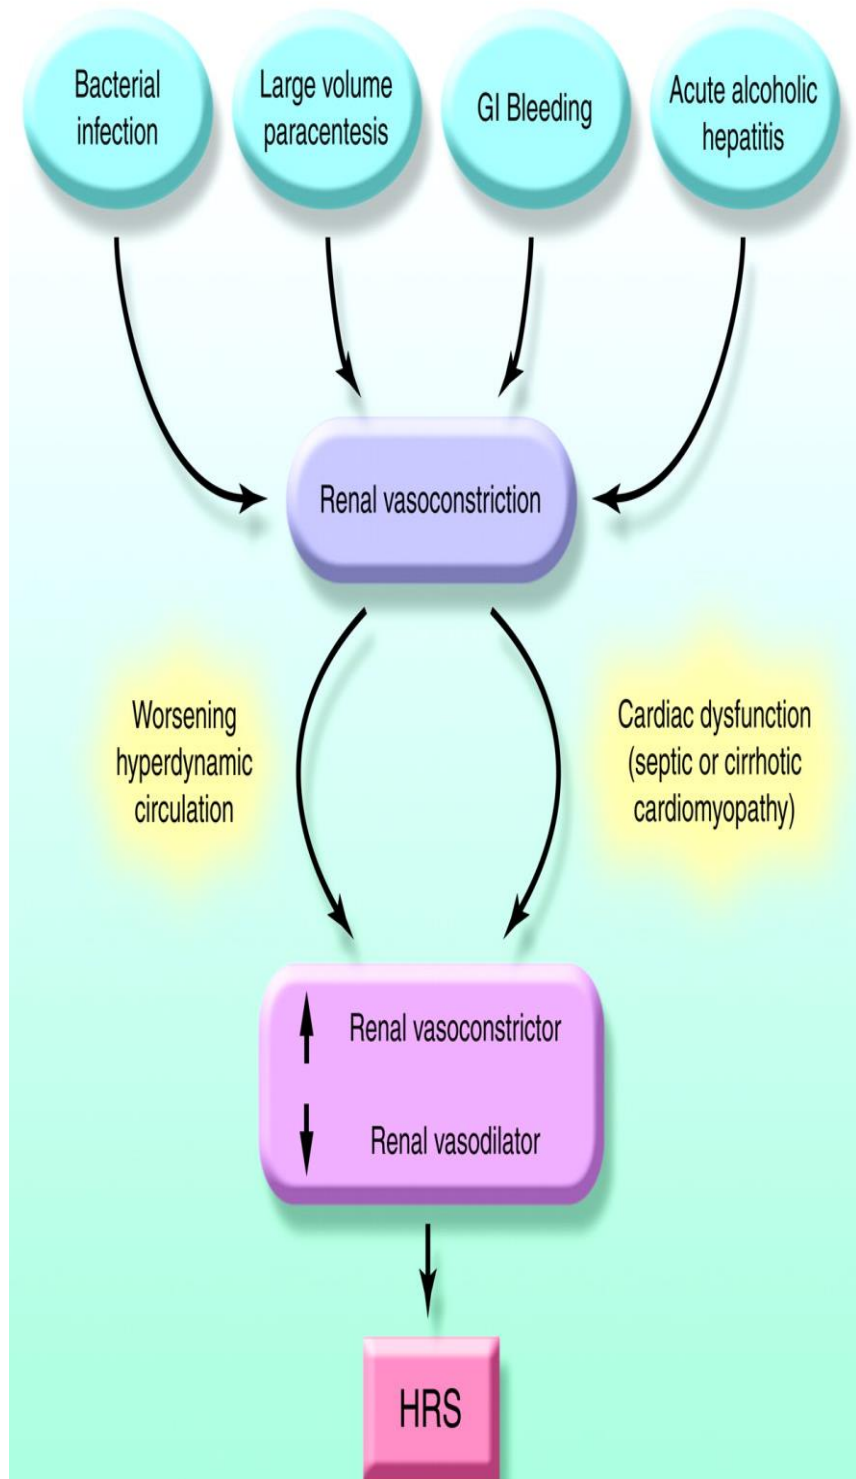 Bacterial
infection
Large volume
paracentesis
GI Bleeding
Acute alcoholic
hepatitis
Renal vasoconstriction
Worsening
hyperdynamic
circulation
Cardiac dysfunction
(septic or cirrhotic
cardiomyopathy)
Renal vasoconstrictor
Renal vasodilator
HRS